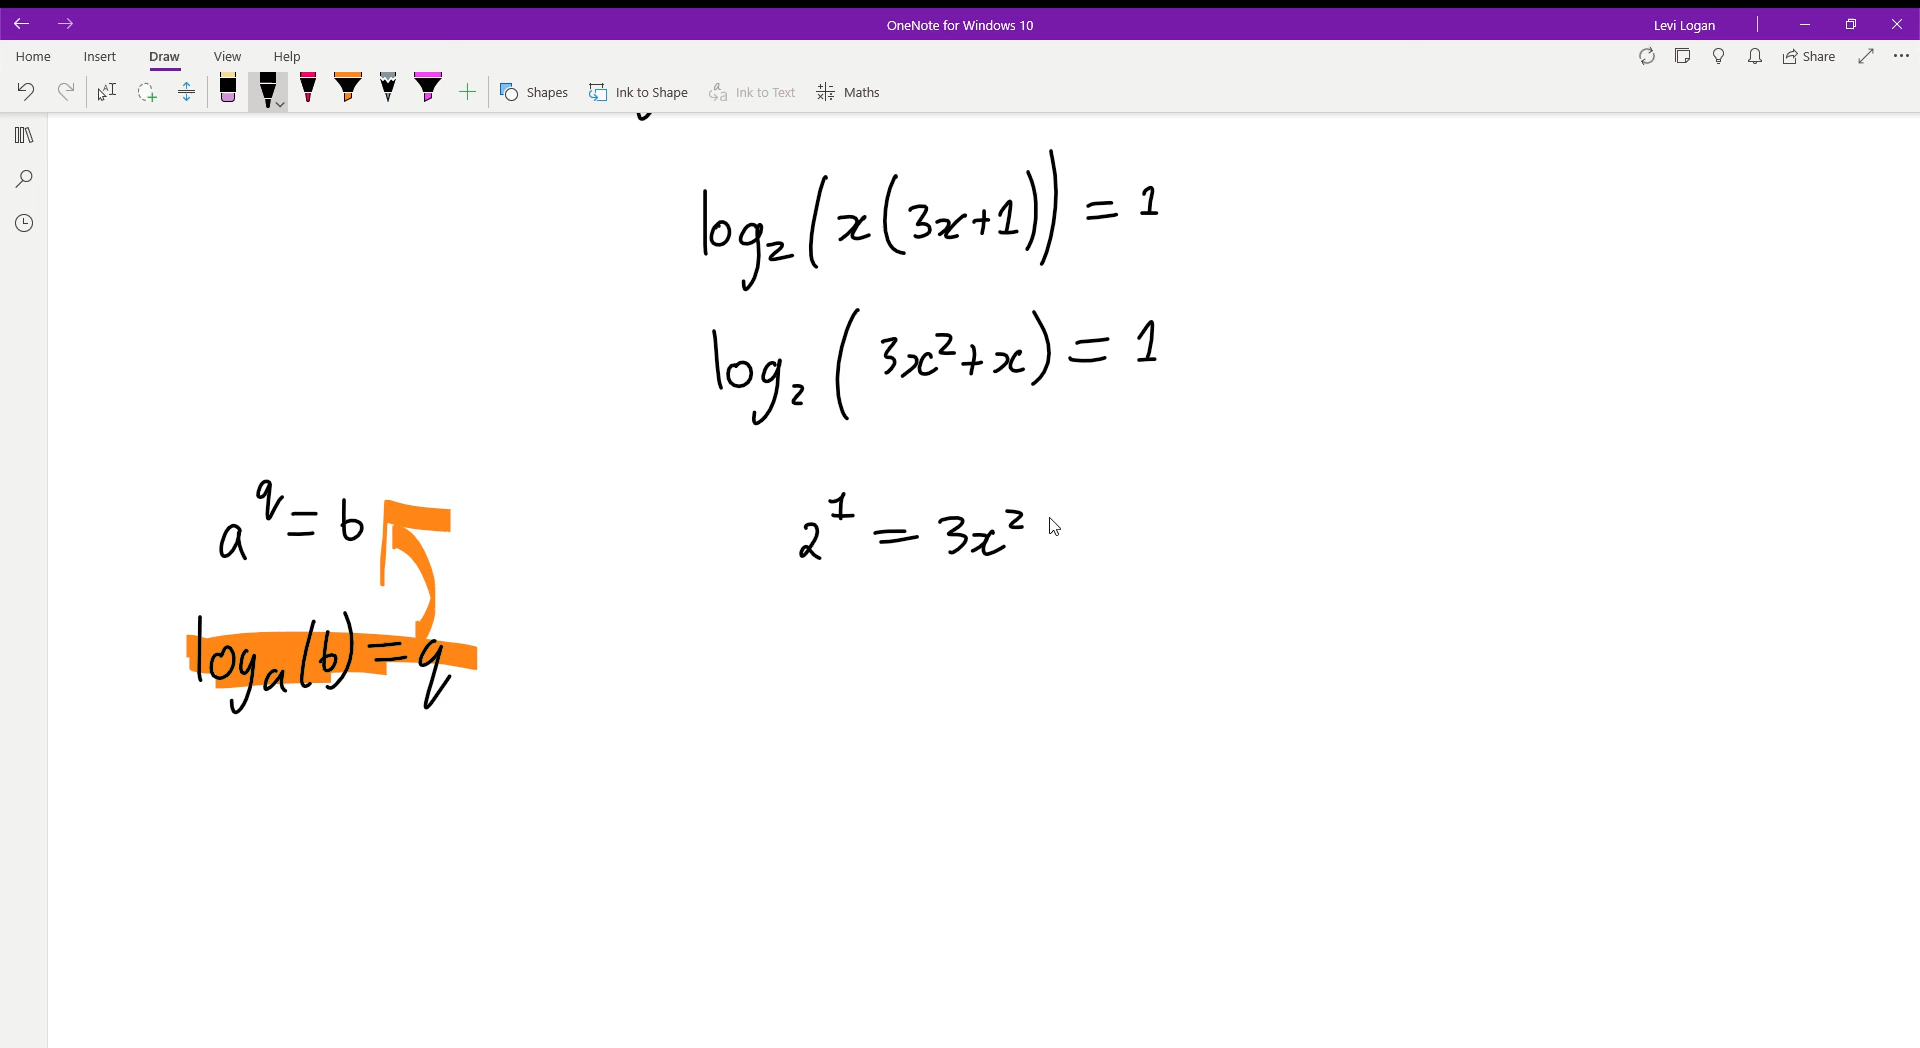 OneNote for Windows 10
Levi Logan
Home Insert Draw View Help
Share
Shapes Ink to Shape Ink to Text Maths
log₂(x(3x+1)) = 1
log₂(3x²+x) = 1
a^q = b
2¹ = 3x²
logₐ(b) = q